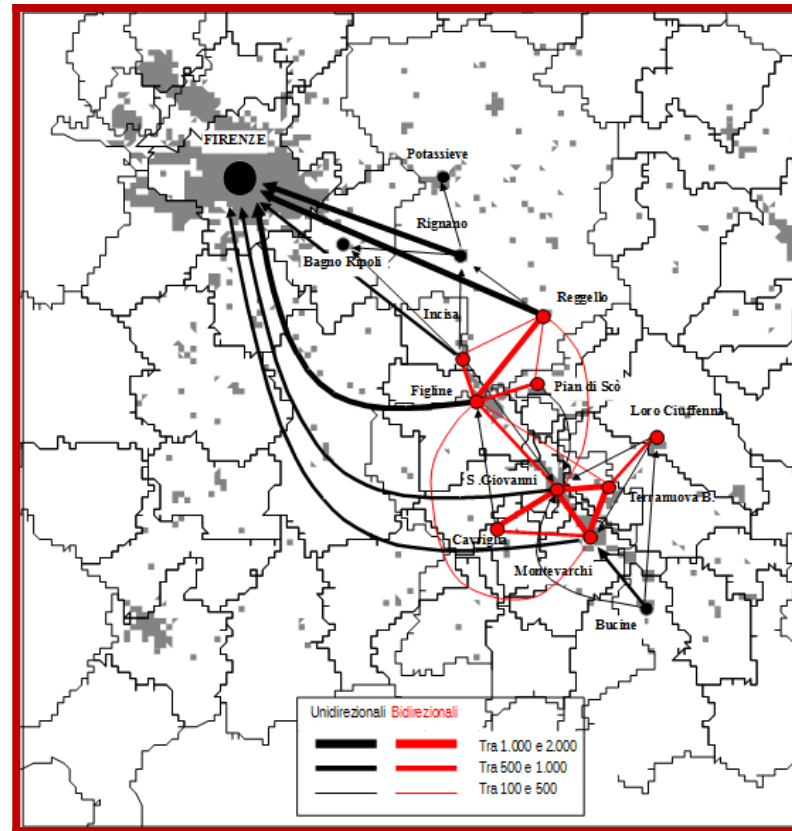 FIRENZE
Potassieve
Rignano
Bagno Ripoli
Reggello
Incisa
Pian di Scò
Figline
Loro Ciuffenna
S .Giovanni
Terranuova B.
Cavriglia
Montevarchi
Bucine
Unidirezionali Bidirezionali
Tra 1.000 e 2.000
Tra 500 e 1.000
Tra 100 e 500